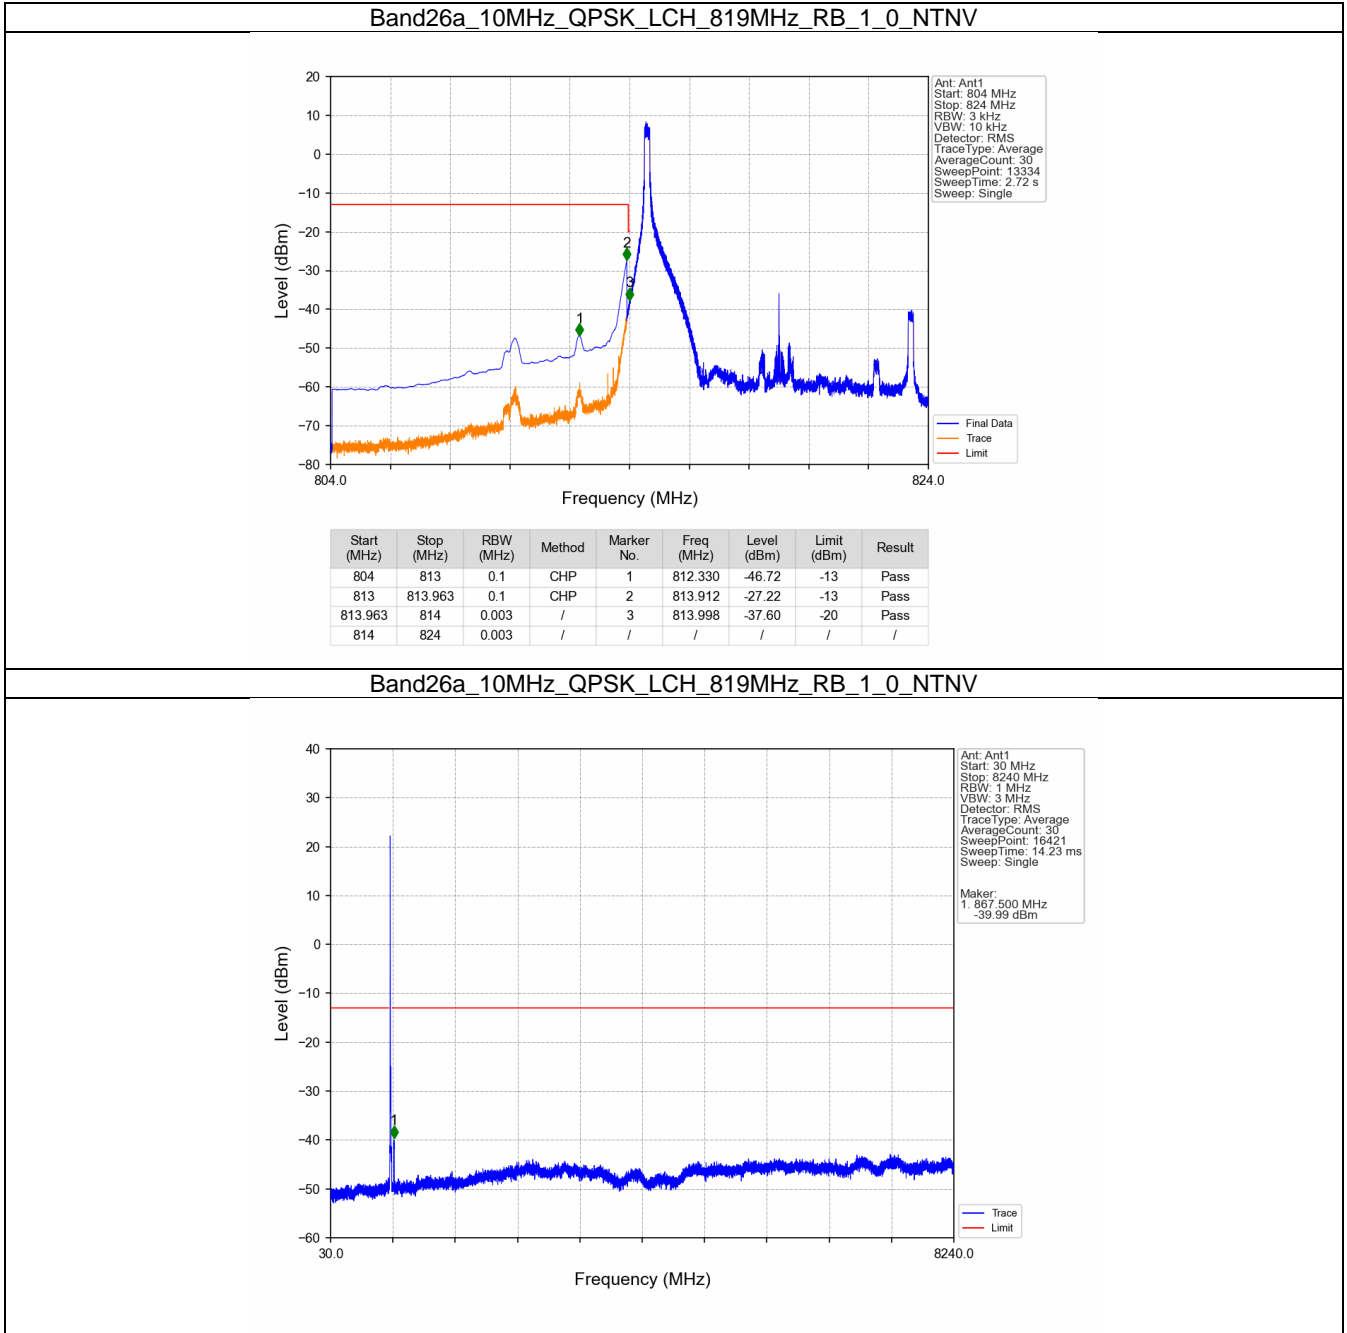 Band26a_10MHz_QPSK_LCH_819MHz_RB_1_0_NTNV
20
10
0
−10
−20
−30
−40
−50
−60
−70
−80
Level (dBm)
804.0
824.0
Frequency (MHz)
1
2
3
Ant: Ant1
Start: 804 MHz
Stop: 824 MHz
RBW: 3 kHz
VBW: 10 kHz
Detector: RMS
TraceType: Average
AverageCount: 30
SweepPoint: 13334
SweepTime: 2.72 s
Sweep: Single
Final Data
Trace
Limit
Start (MHz) Stop (MHz) RBW (MHz) Method Marker No. Freq (MHz) Level (dBm) Limit (dBm) Result
804 813 0.1 CHP 1 812.330 -46.72 -13 Pass
813 813.963 0.1 CHP 2 813.912 -27.22 -13 Pass
813.963 814 0.003 / 3 813.998 -37.60 -20 Pass
814 824 0.003 / / / / / /
Band26a_10MHz_QPSK_LCH_819MHz_RB_1_0_NTNV
40
30
20
10
0
−10
−20
−30
−40
−50
−60
Level (dBm)
30.0
8240.0
Frequency (MHz)
1
Ant: Ant1
Start: 30 MHz
Stop: 8240 MHz
RBW: 1 MHz
VBW: 3 MHz
Detector: RMS
TraceType: Average
AverageCount: 30
SweepPoint: 16421
SweepTime: 14.23 ms
Sweep: Single
Maker:
1. 867.500 MHz
-39.99 dBm
Trace
Limit